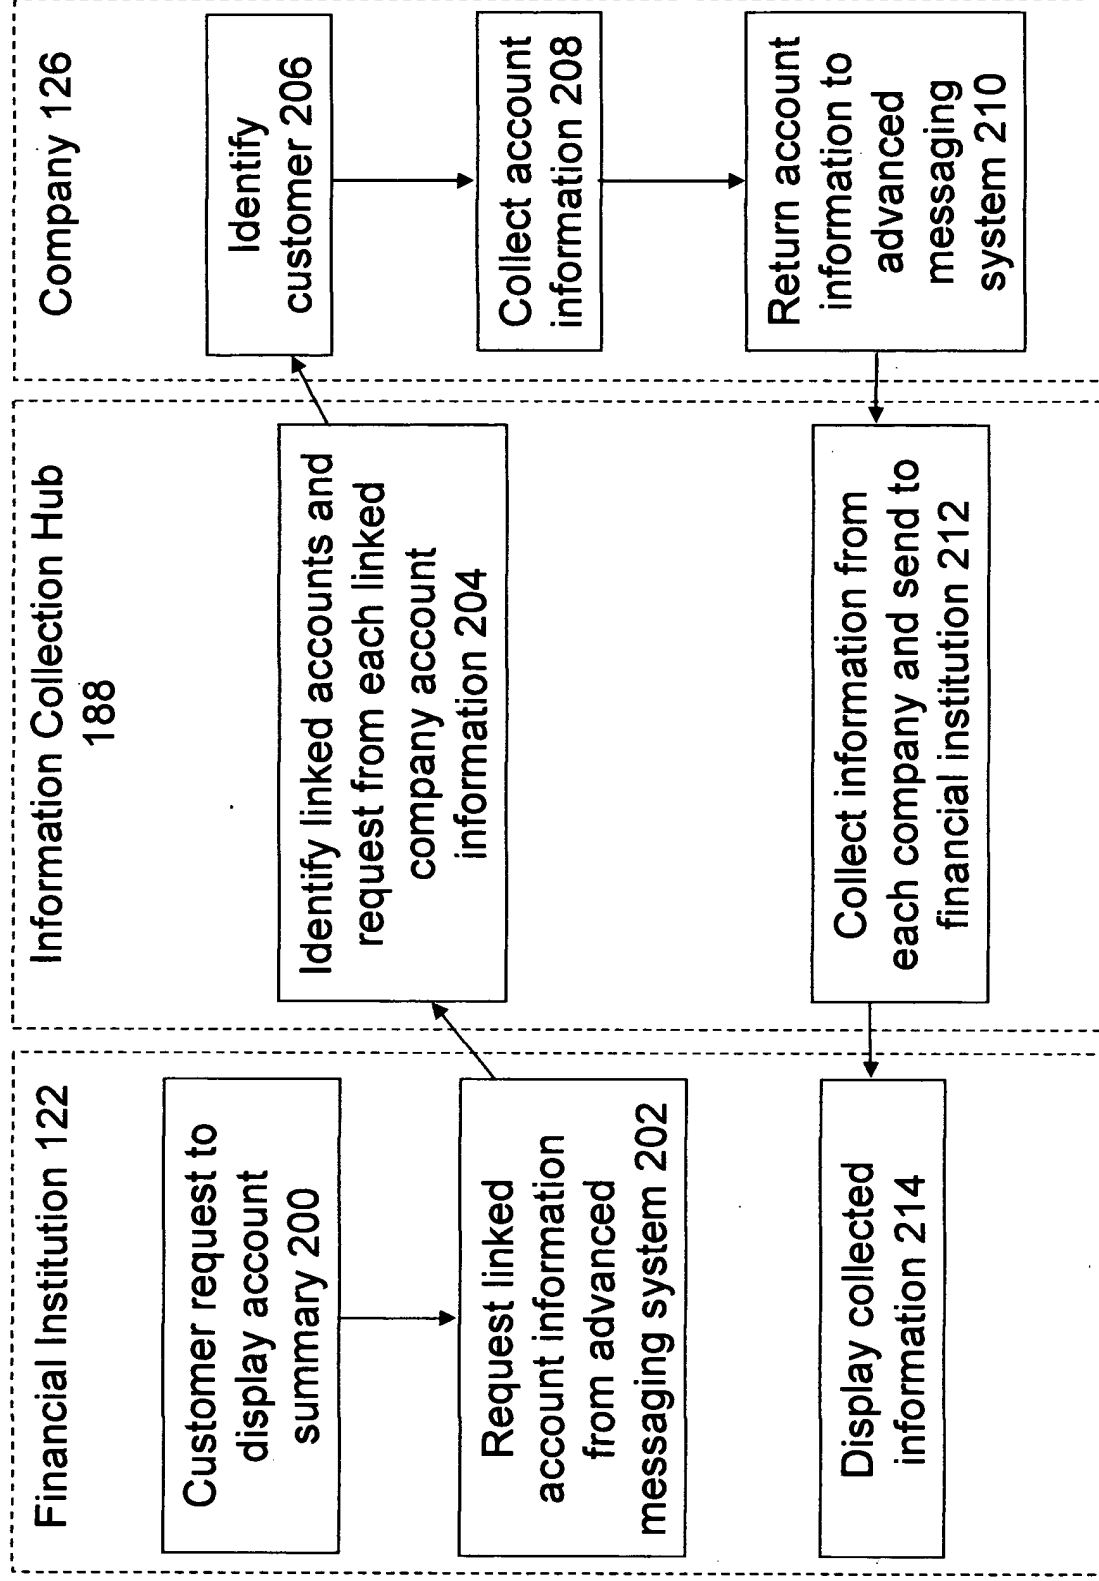 Financial Institution 122
Customer request to
display account
summary 200
Request linked
account information
from advanced
messaging system 202
Display collected
information 214
Information Collection Hub
188
Identify linked accounts and
request from each linked
company account
information 204
Collect information from
each company and send to
financial institution 212
Company 126
Identify
customer 206
Collect account
information 208
Return account
information to
advanced
messaging
system 210